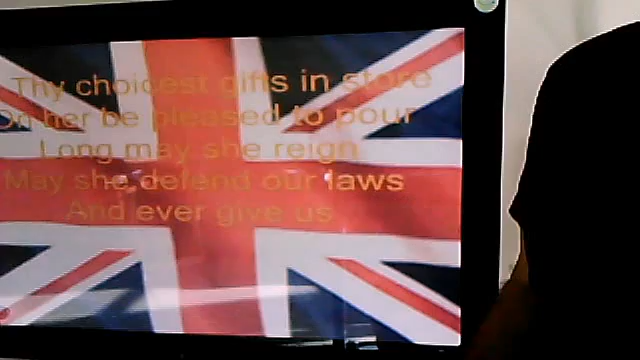 Thy choicest gifts in store
On her be pleased to pour
Long may she reign
May she defend our laws
And ever give us